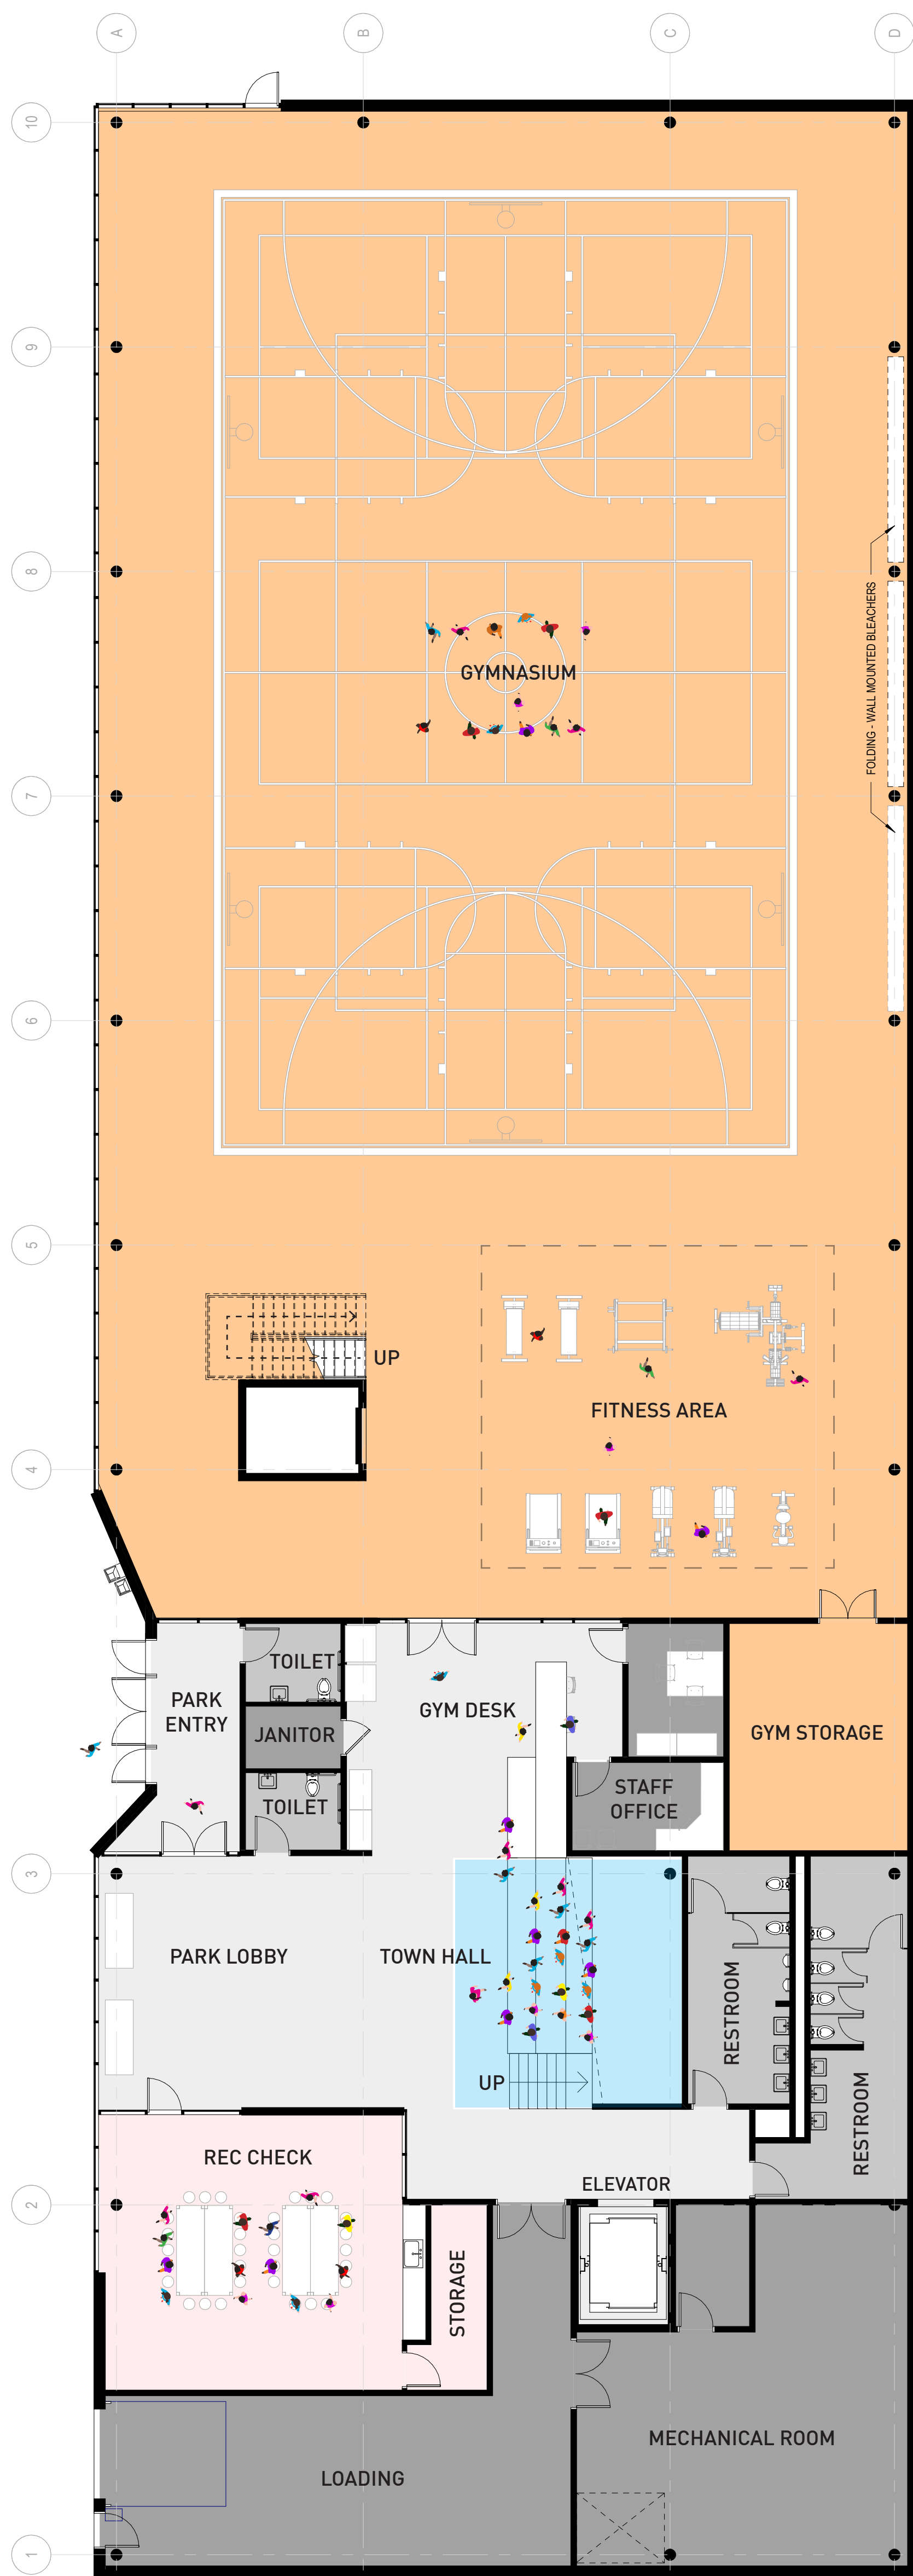 A
B
C
D
10
9
8
FOLDING - WALL MOUNTED BLEACHERS
GYMNASIUM
7
6
5
UP
FITNESS AREA
4
TOILET
PARK
ENTRY
GYM DESK
JANITOR
GYM STORAGE
STAFF
OFFICE
TOILET
3
PARK LOBBY
TOWN HALL
RESTROOM
UP
RESTROOM
REC CHECK
ELEVATOR
2
STORAGE
MECHANICAL ROOM
LOADING
1